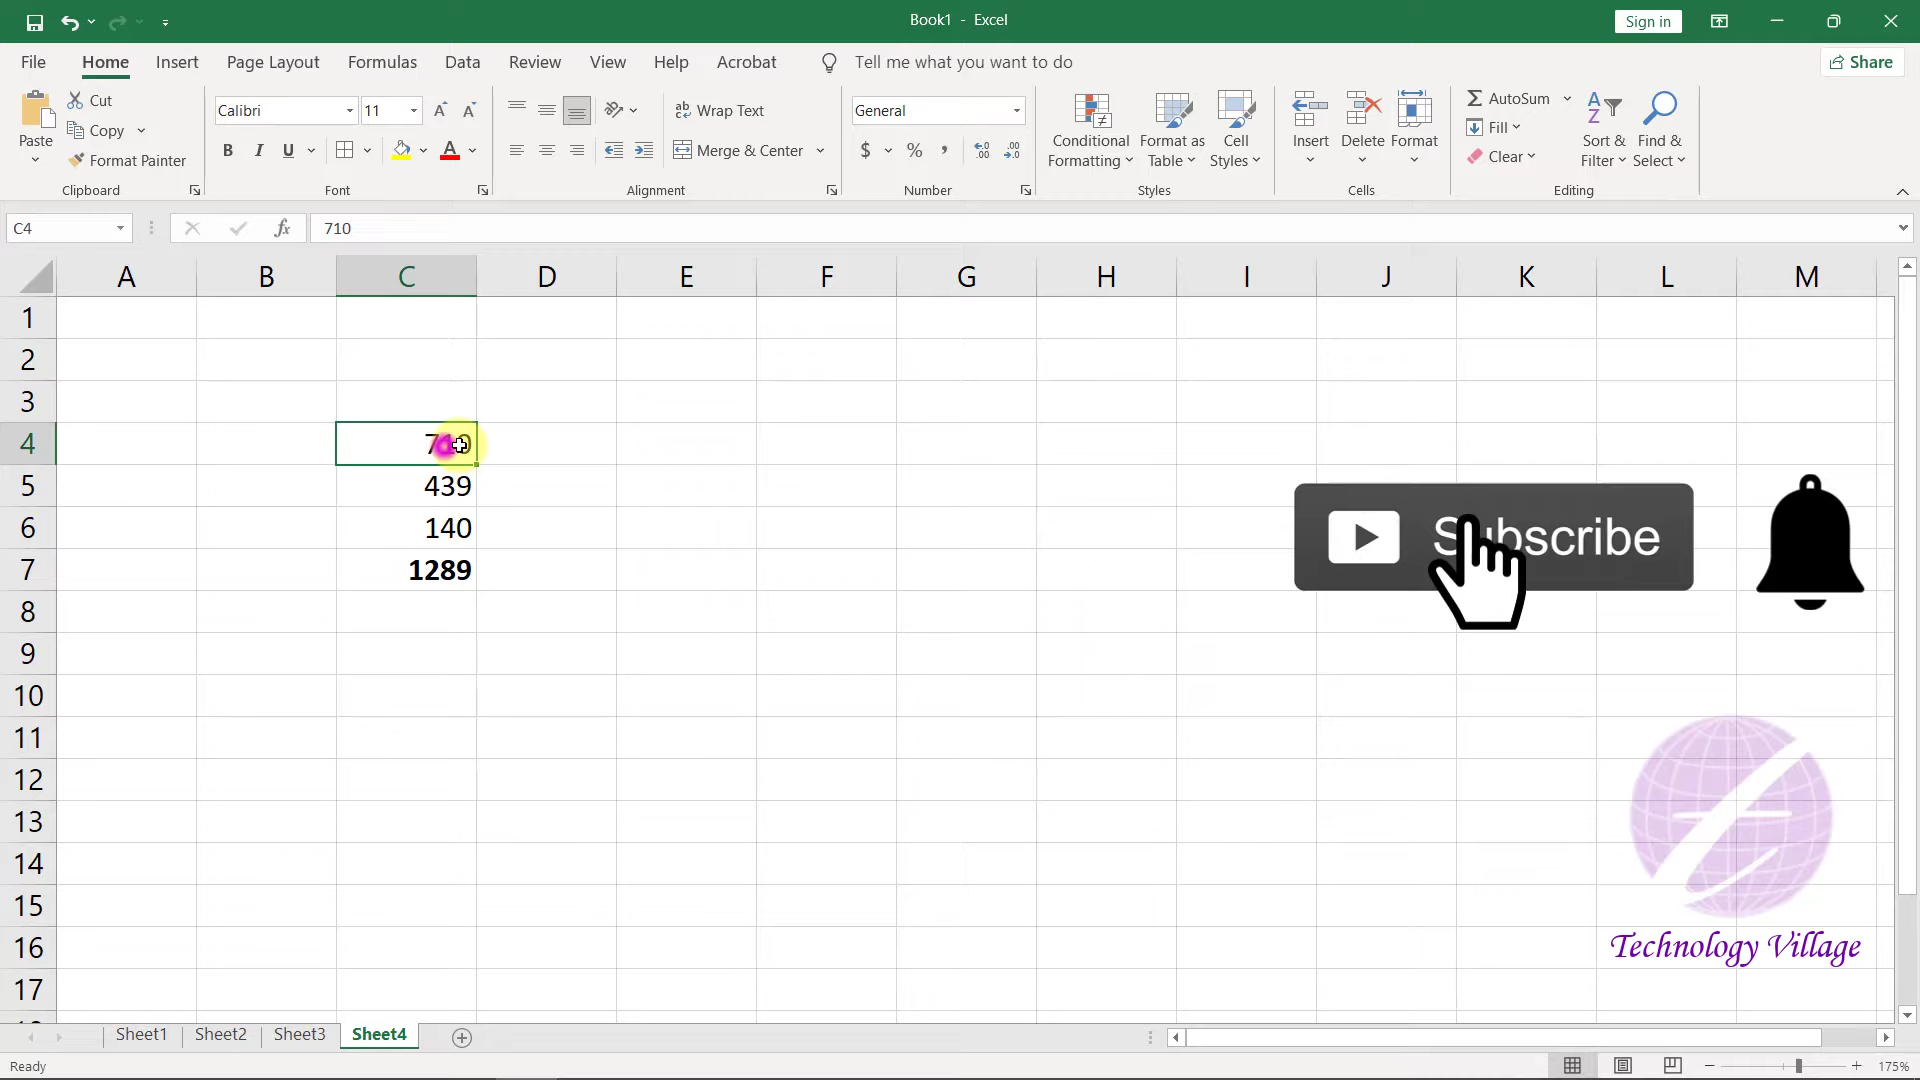 Book1 - Excel
Sign in
File Home Insert Page Layout Formulas Data Review View Help Acrobat Tell me what you want to do Share
Paste
Cut
Copy
Format Painter
Clipboard
Calibri 11
B I U A
Font
ab Wrap Text
Merge & Center
Alignment
General
$ % ,
Number
Conditional Formatting
Format as Table
Cell Styles
Styles
Insert Delete Format
Cells
AutoSum
Fill
Clear
Sort & Filter
Find & Select
Editing
C4 fx 710
A B C D E F G H I J K L M
1
2
3
4 710
5 439
6 140
7 1289
8
9
10
11
12
13
14
15
16
17
Subscribe
Technology Village
Sheet1 Sheet2 Sheet3 Sheet4
Ready 175%